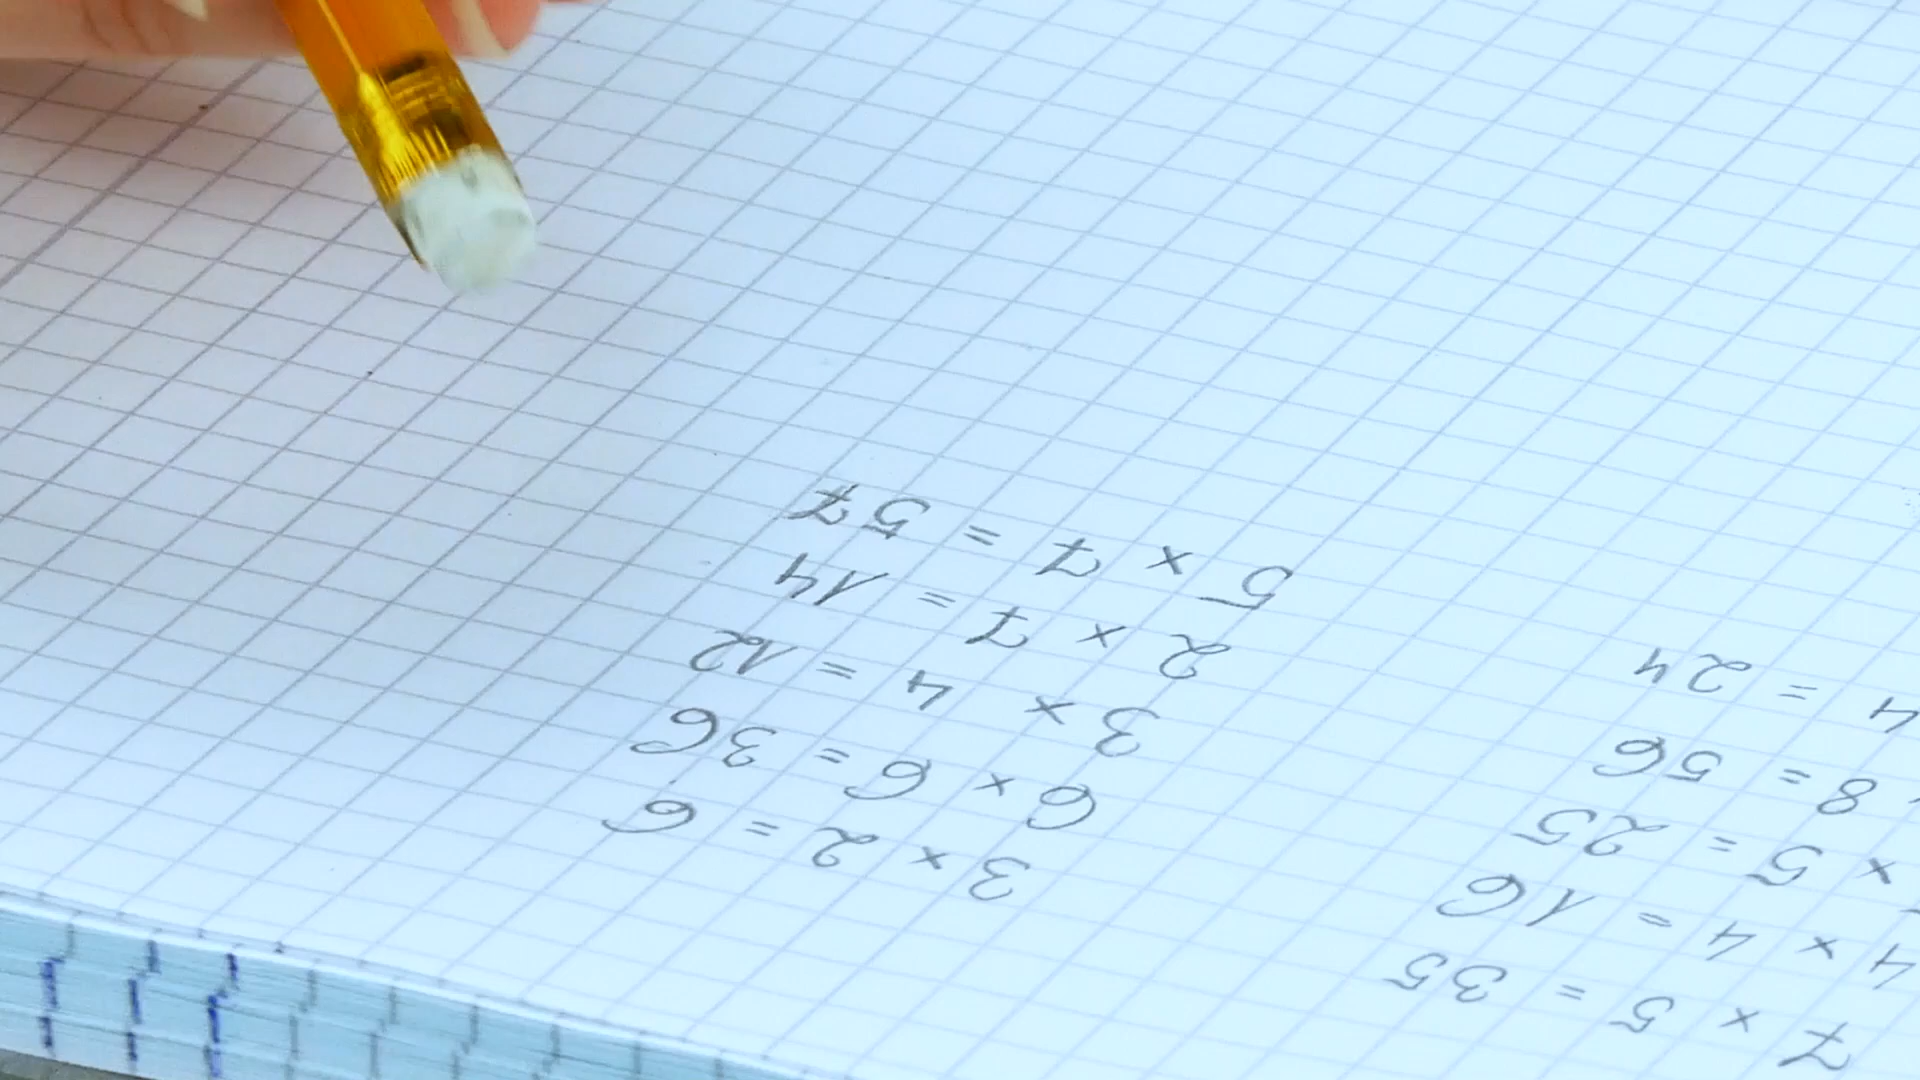 7 x 5 = 35
4 x 4 = 16
x 5 = 25
8 = 56
4 = 24
3 x 2 = 6
6 x 6 = 36
3 x 4 = 12
2 x 7 = 14
5 x 7 = 57